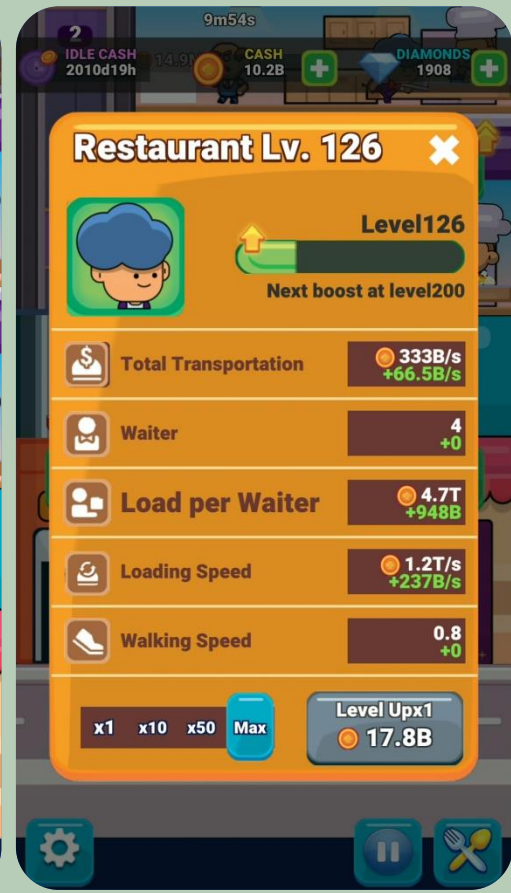 9m54s
2
IDLE CASH
2010d19h
CASH
10.2B
DIAMONDS
1908
Restaurant Lv. 126
Level126
Next boost at level200
Total Transportation
333B/s
+66.5B/s
Waiter
4
+0
Load per Waiter
4.7T
+948B
Loading Speed
1.2T/s
+237B/s
Walking Speed
0.8
+0
x1 x10 x50 Max
Level Upx1
17.8B